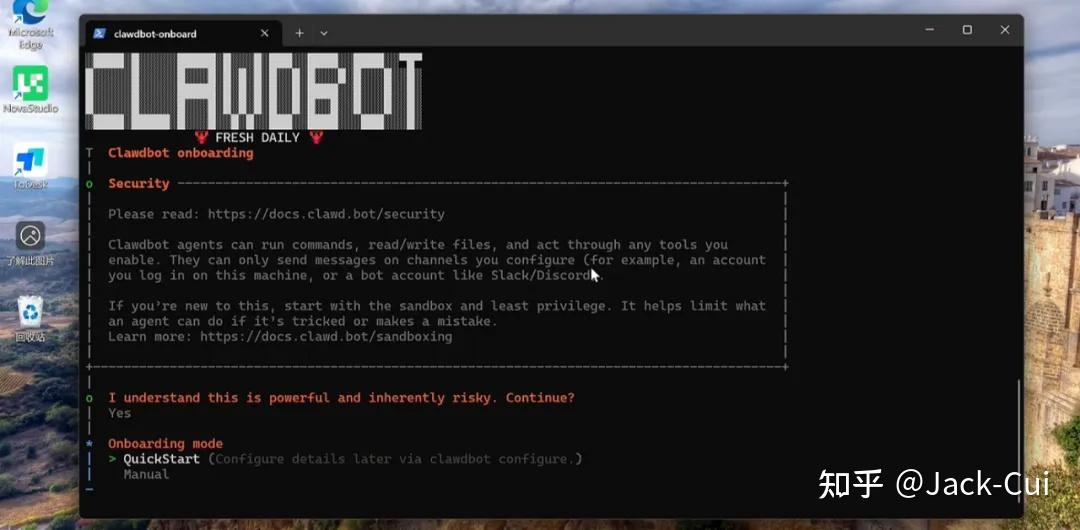 Microsoft
Edge
NovaStudio
ToDesk
了解此图片
回收站
clawdbot-onboard
CLAWDBOT
FRESH DAILY
Clawdbot onboarding
Security
Please read: https://docs.clawd.bot/security
Clawdbot agents can run commands, read/write files, and act through any tools you
enable. They can only send messages on channels you configure (for example, an account
you log in on this machine, or a bot account like Slack/Discord).
If you're new to this, start with the sandbox and least privilege. It helps limit what
an agent can do if it's tricked or makes a mistake.
Learn more: https://docs.clawd.bot/sandboxing
I understand this is powerful and inherently risky. Continue?
Yes
Onboarding mode
> QuickStart (Configure details later via clawdbot configure.)
Manual
知乎 @Jack-Cui